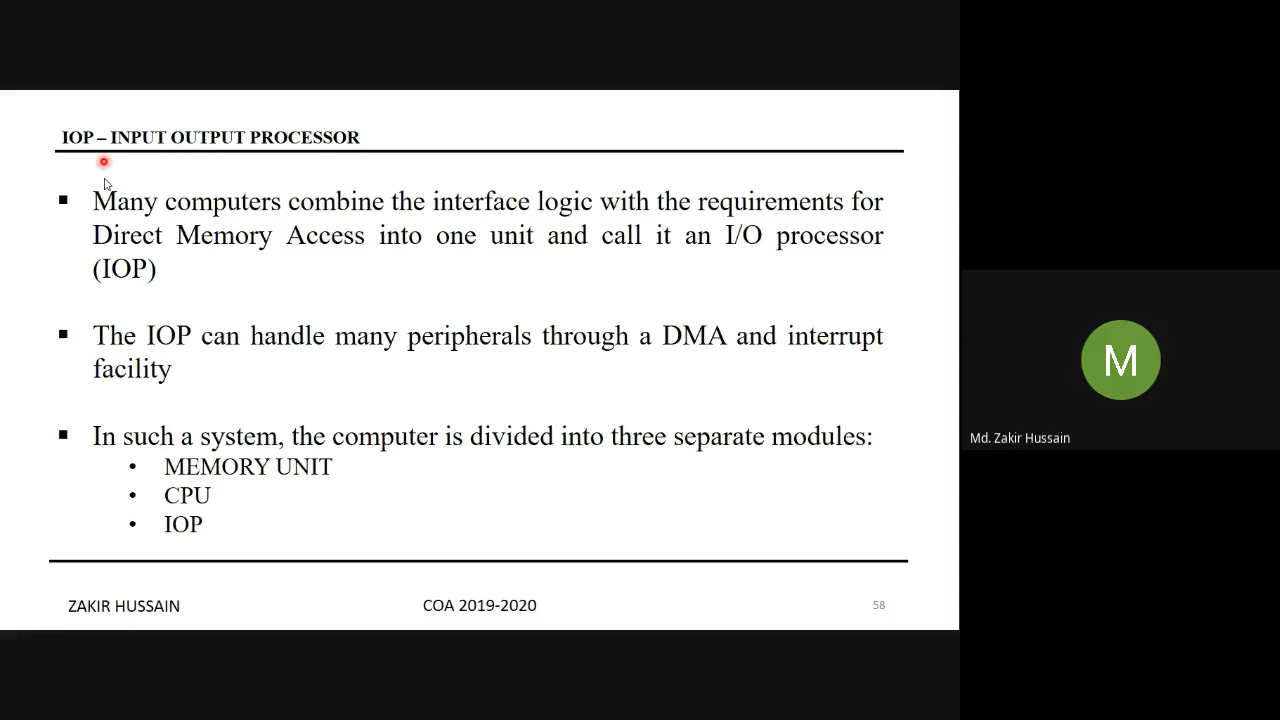 IOP – INPUT OUTPUT PROCESSOR
▪ Many computers combine the interface logic with the requirements for
Direct Memory Access into one unit and call it an I/O processor
(IOP)
▪ The IOP can handle many peripherals through a DMA and interrupt
facility
▪ In such a system, the computer is divided into three separate modules:
• MEMORY UNIT
• CPU
• IOP
ZAKIR HUSSAIN
COA 2019-2020
58
M
Md. Zakir Hussain